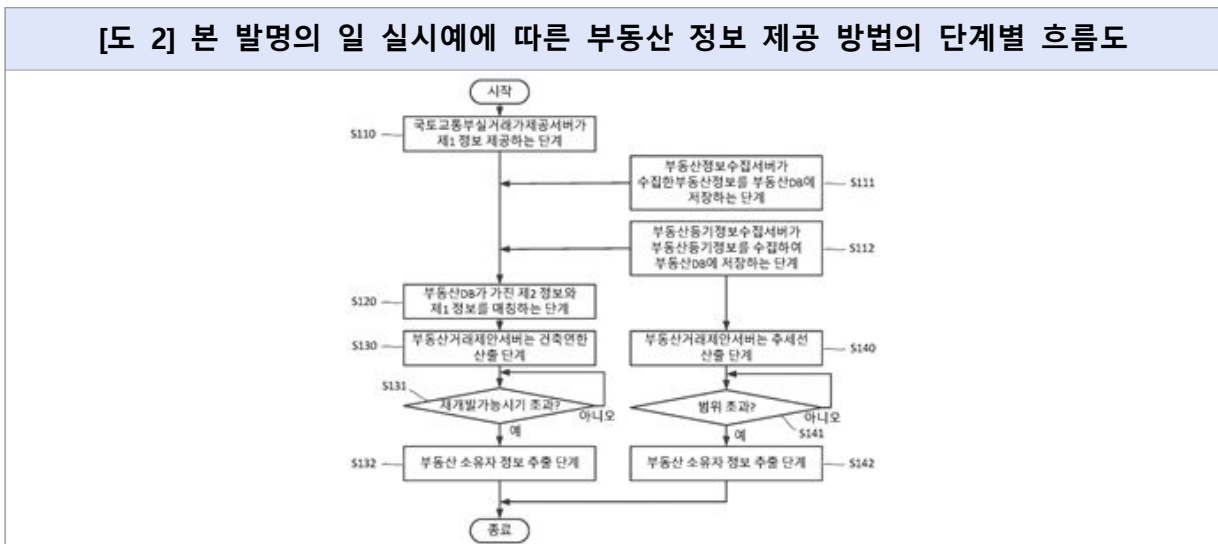 [도 2] 본 발명의 일 실시예에 따른 부동산 정보 제공 방법의 단계별 흐름도
시작
S110
국토교통부실거래가제공서버가
제1 정보 제공하는 단계
부동산정보수집서버가
수집한부동산정보를 부동산DB에
저장하는 단계
S111
부동산등기정보수집서버가
부동산등기정보를 수집하여
부동산DB에 저장하는 단계
S112
S120
부동산DB가 가진 제2 정보와
제1 정보를 매칭하는 단계
S130
부동산거래제안서버는 건축연한
산출 단계
부동산거래제안서버는 추세선
산출 단계
S140
S131
재개발가능시기 초과?
아니오
예
범위 초과?
아니오
S141
예
S132
부동산 소유자 정보 추출 단계
부동산 소유자 정보 추출 단계
S142
종료